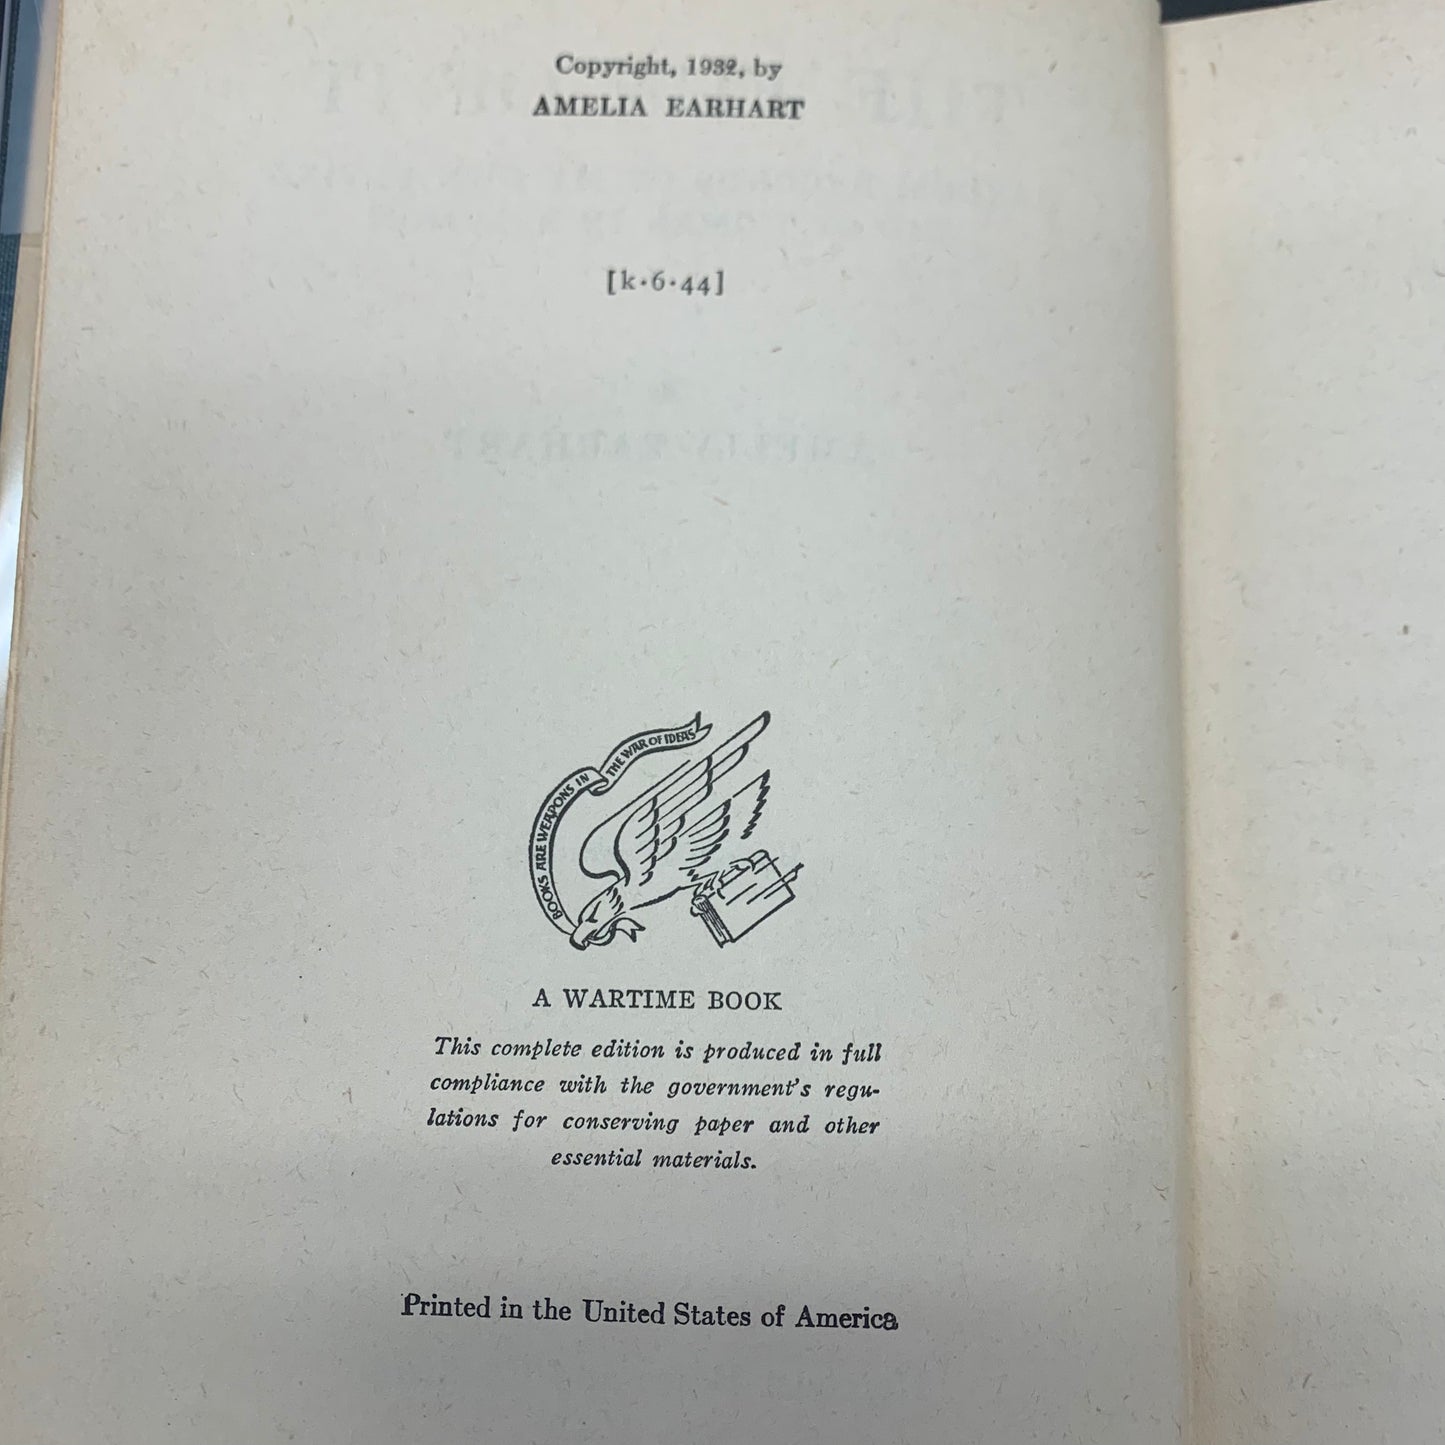 Copyright, 1932, by
AMELIA EARHART
[k·6·44]
BOOKS ARE WEAPONS IN THE WAR OF IDEAS
A WARTIME BOOK
This complete edition is produced in full
compliance with the government's regu-
lations for conserving paper and other
essential materials.
Printed in the United States of America